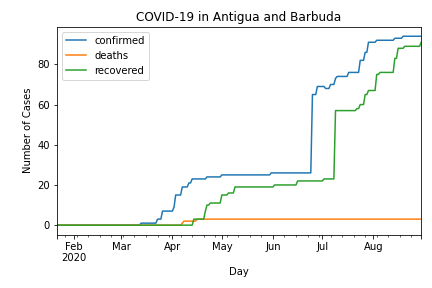 COVID-19 in Antigua and Barbuda
confirmed
deaths
recovered
Number of Cases
80
60
40
20
0
Feb Mar Apr May Jun Jul Aug
2020
Day